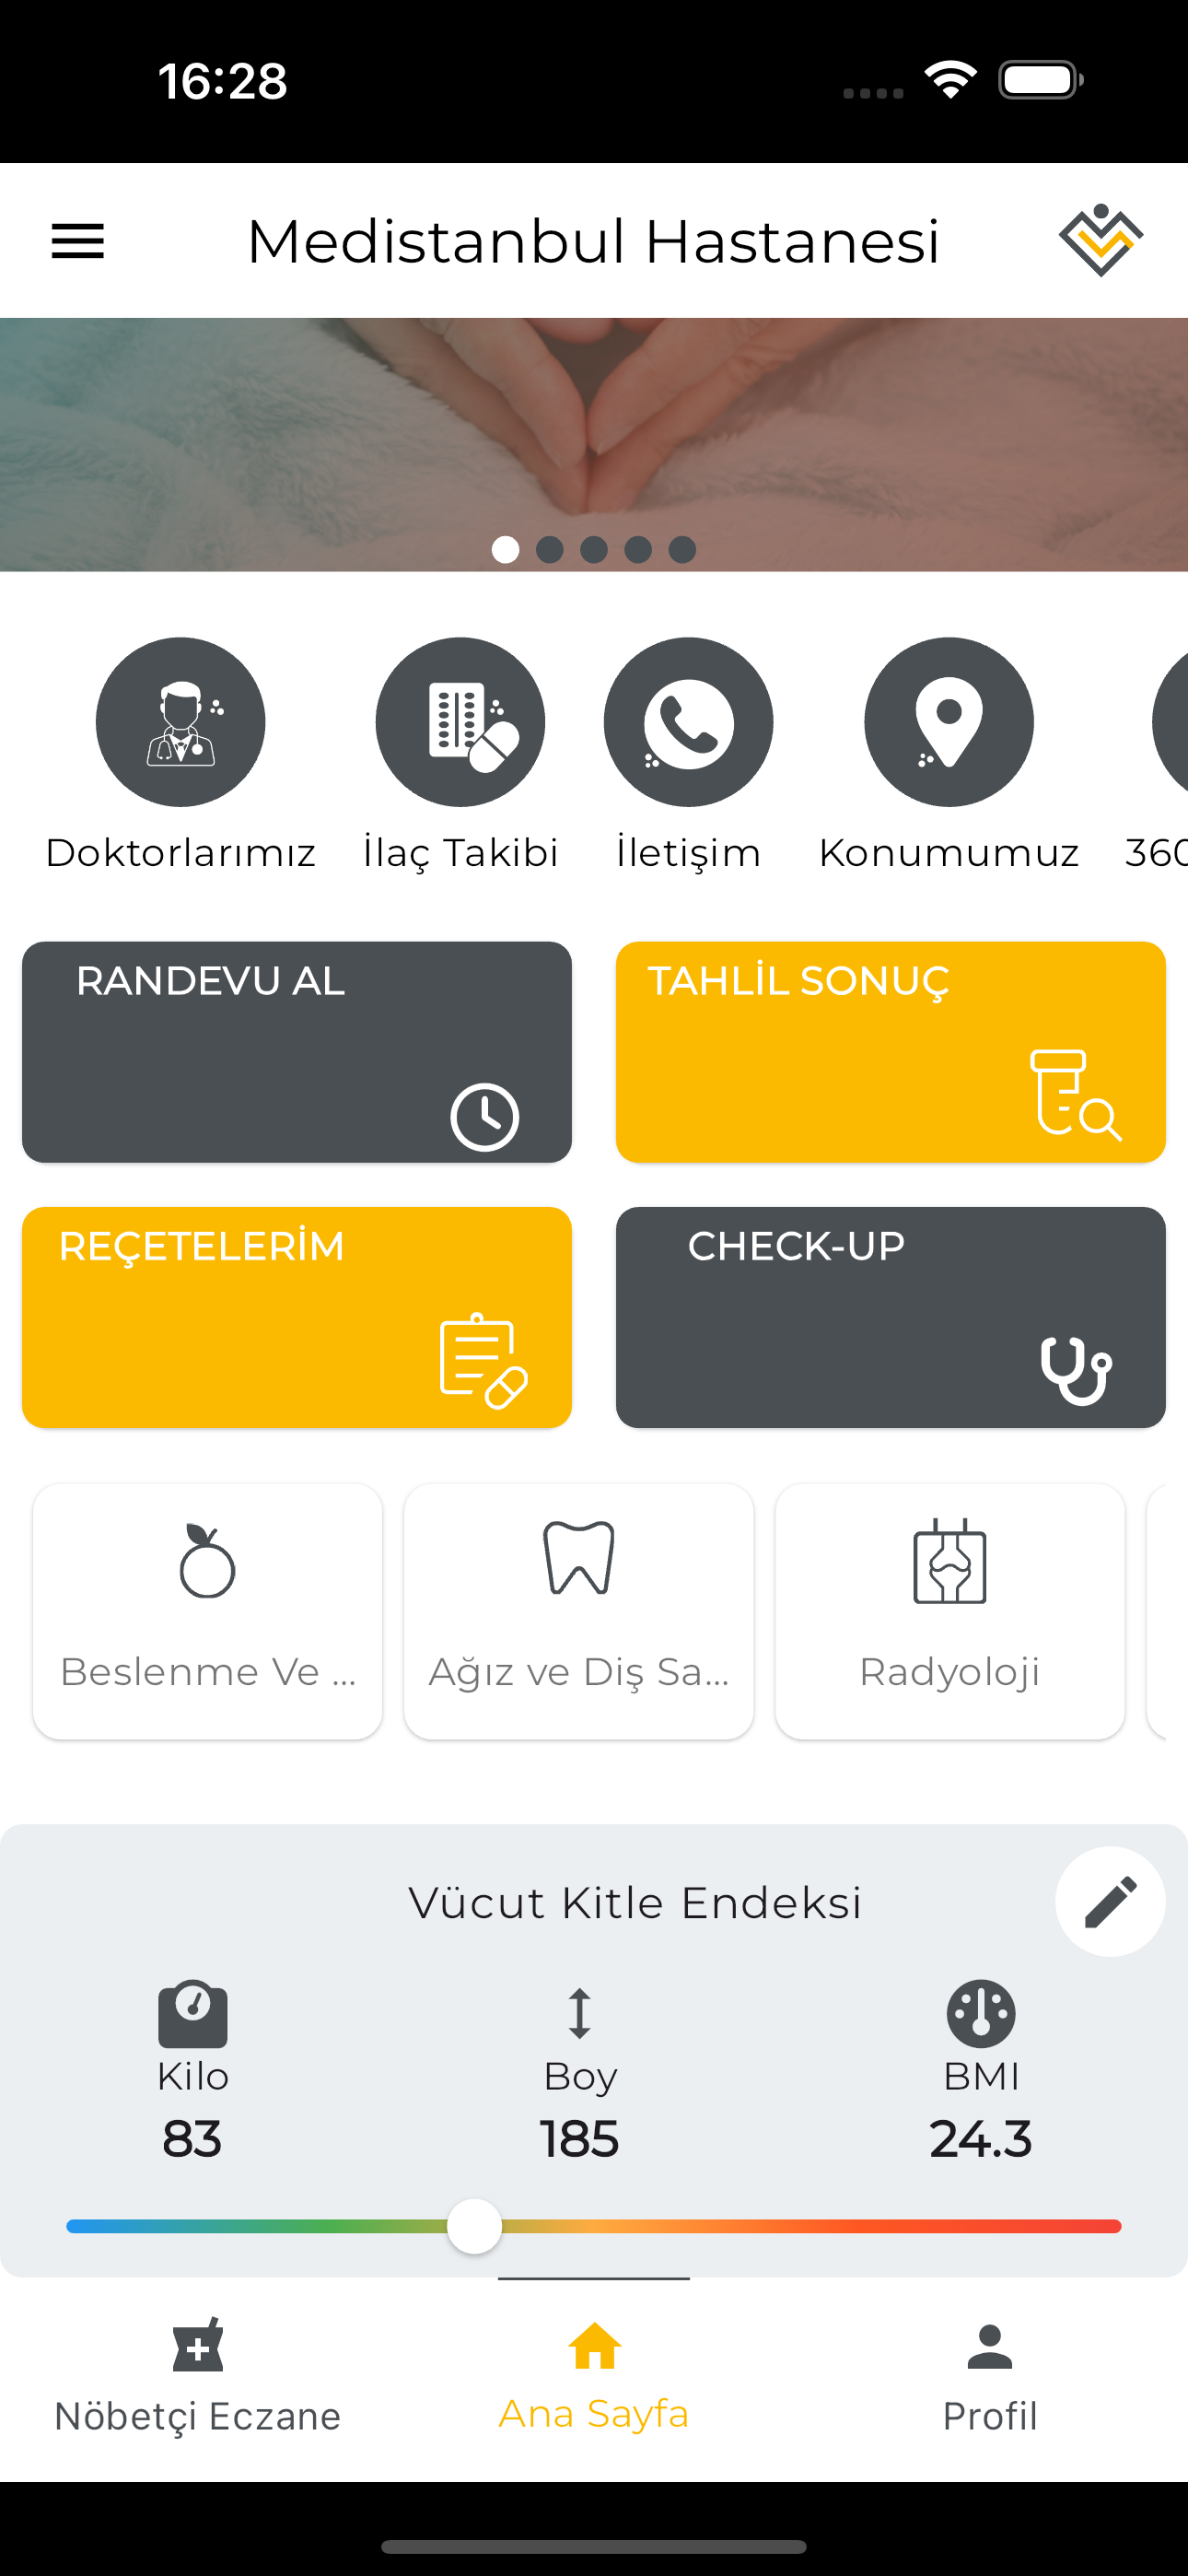 16:28
Medistanbul Hastanesi
Doktorlarımız İlaç Takibi İletişim Konumumuz 360
RANDEVU AL TAHLİL SONUÇ
REÇETELERİM CHECK-UP
Beslenme Ve ... Ağız ve Diş Sa... Radyoloji
Vücut Kitle Endeksi
Kilo Boy BMI
83 185 24.3
Nöbetçi Eczane Ana Sayfa Profil